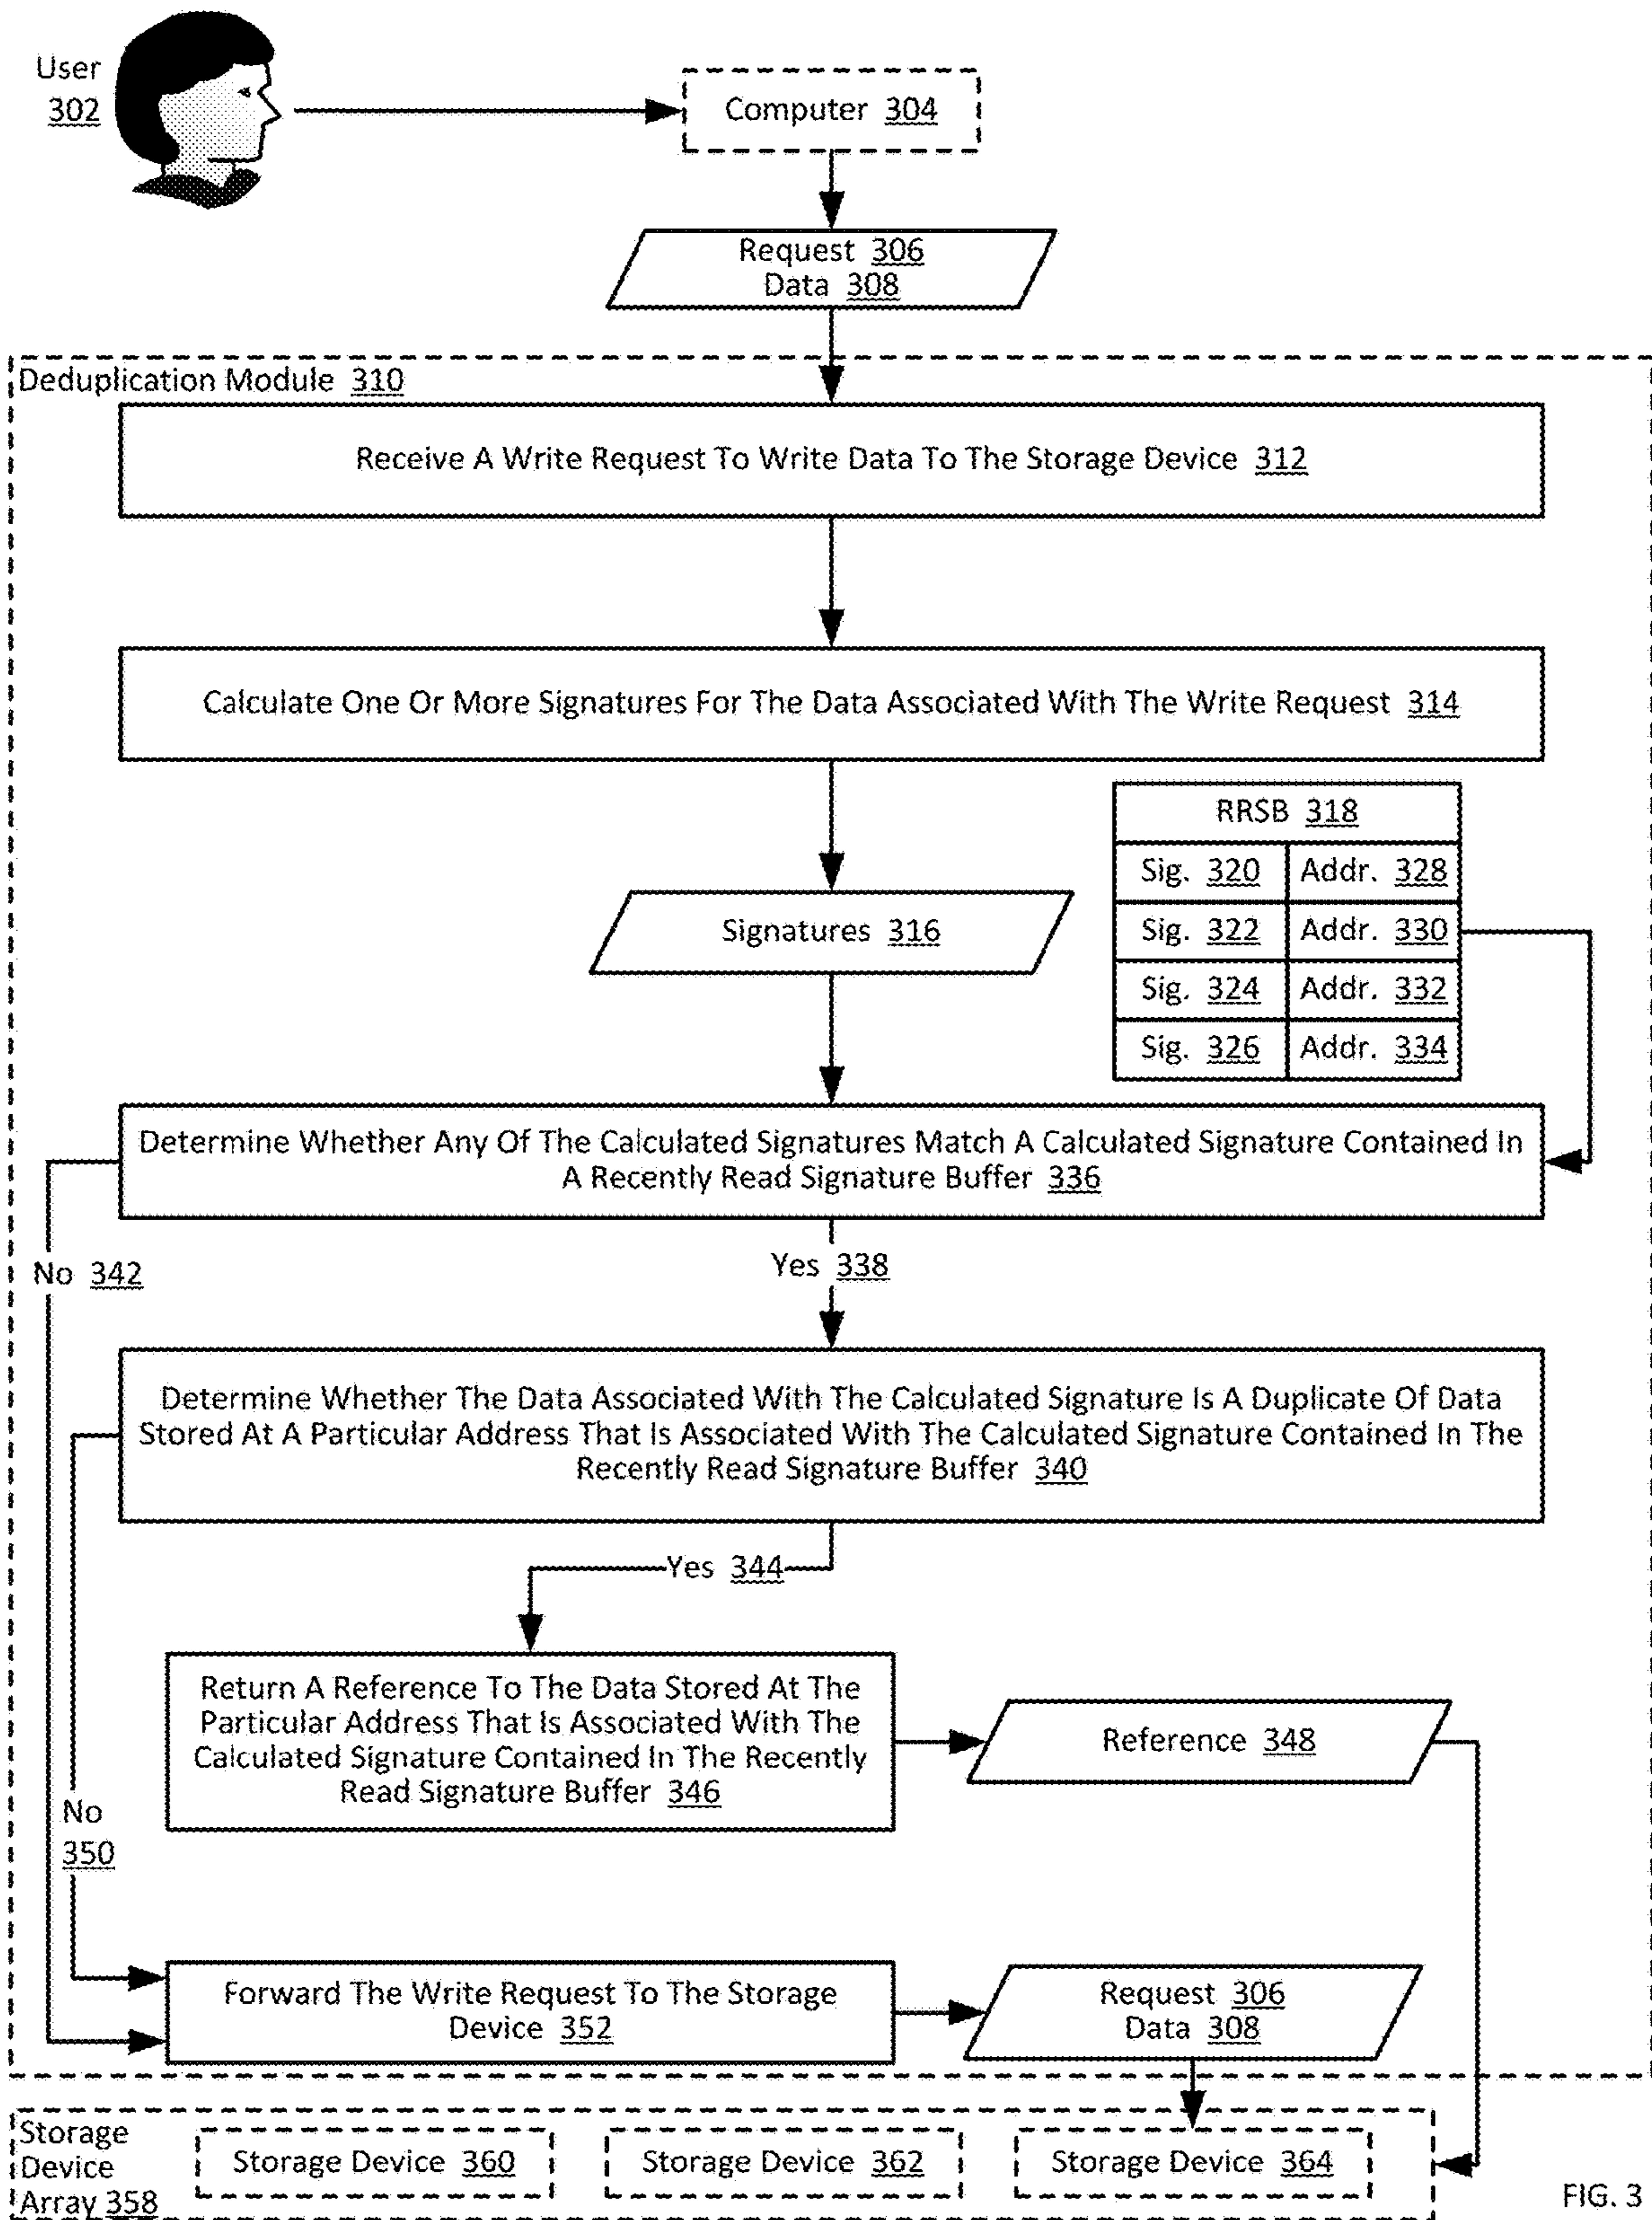 User
302
Computer 304
Request 306
Data 308
Deduplication Module 310
Receive A Write Request To Write Data To The Storage Device 312
Calculate One Or More Signatures For The Data Associated With The Write Request 314
RRSB 318
Sig. 320 Addr. 328
Signatures 316
Sig. 322 Addr. 330
Sig. 324 Addr. 332
Sig. 326 Addr. 334
Determine Whether Any Of The Calculated Signatures Match A Calculated Signature Contained In
A Recently Read Signature Buffer 336
No 342
Yes 338
Determine Whether The Data Associated With The Calculated Signature Is A Duplicate Of Data
Stored At A Particular Address That Is Associated With The Calculated Signature Contained In The
Recently Read Signature Buffer 340
Yes 344
Return A Reference To The Data Stored At The
Particular Address That Is Associated With The
Calculated Signature Contained In The Recently
Read Signature Buffer 346
Reference 348
No
350
Forward The Write Request To The Storage
Device 352
Request 306
Data 308
Storage
Device
Array 358
Storage Device 360
Storage Device 362
Storage Device 364
FIG. 3